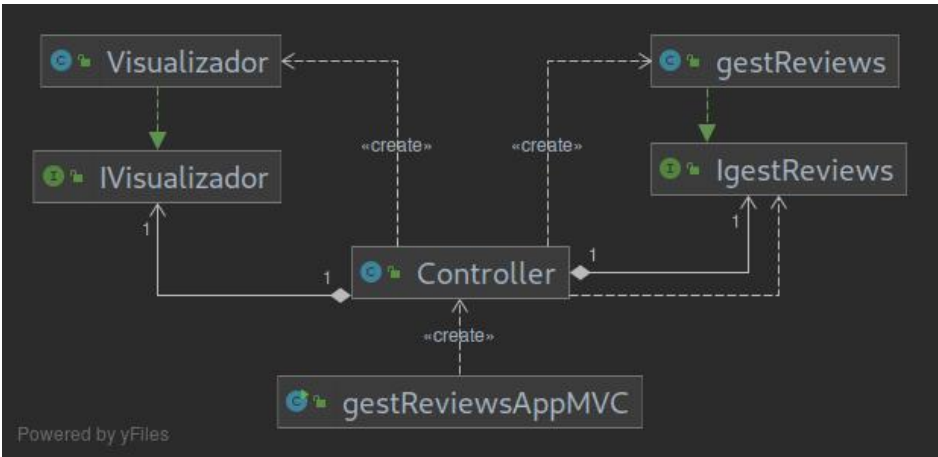 Visualizador
gestReviews
«create»
«create»
IVisualizador
IgestReviews
1
1
1
1
Controller
«create»
gestReviewsAppMVC
Powered by yFiles